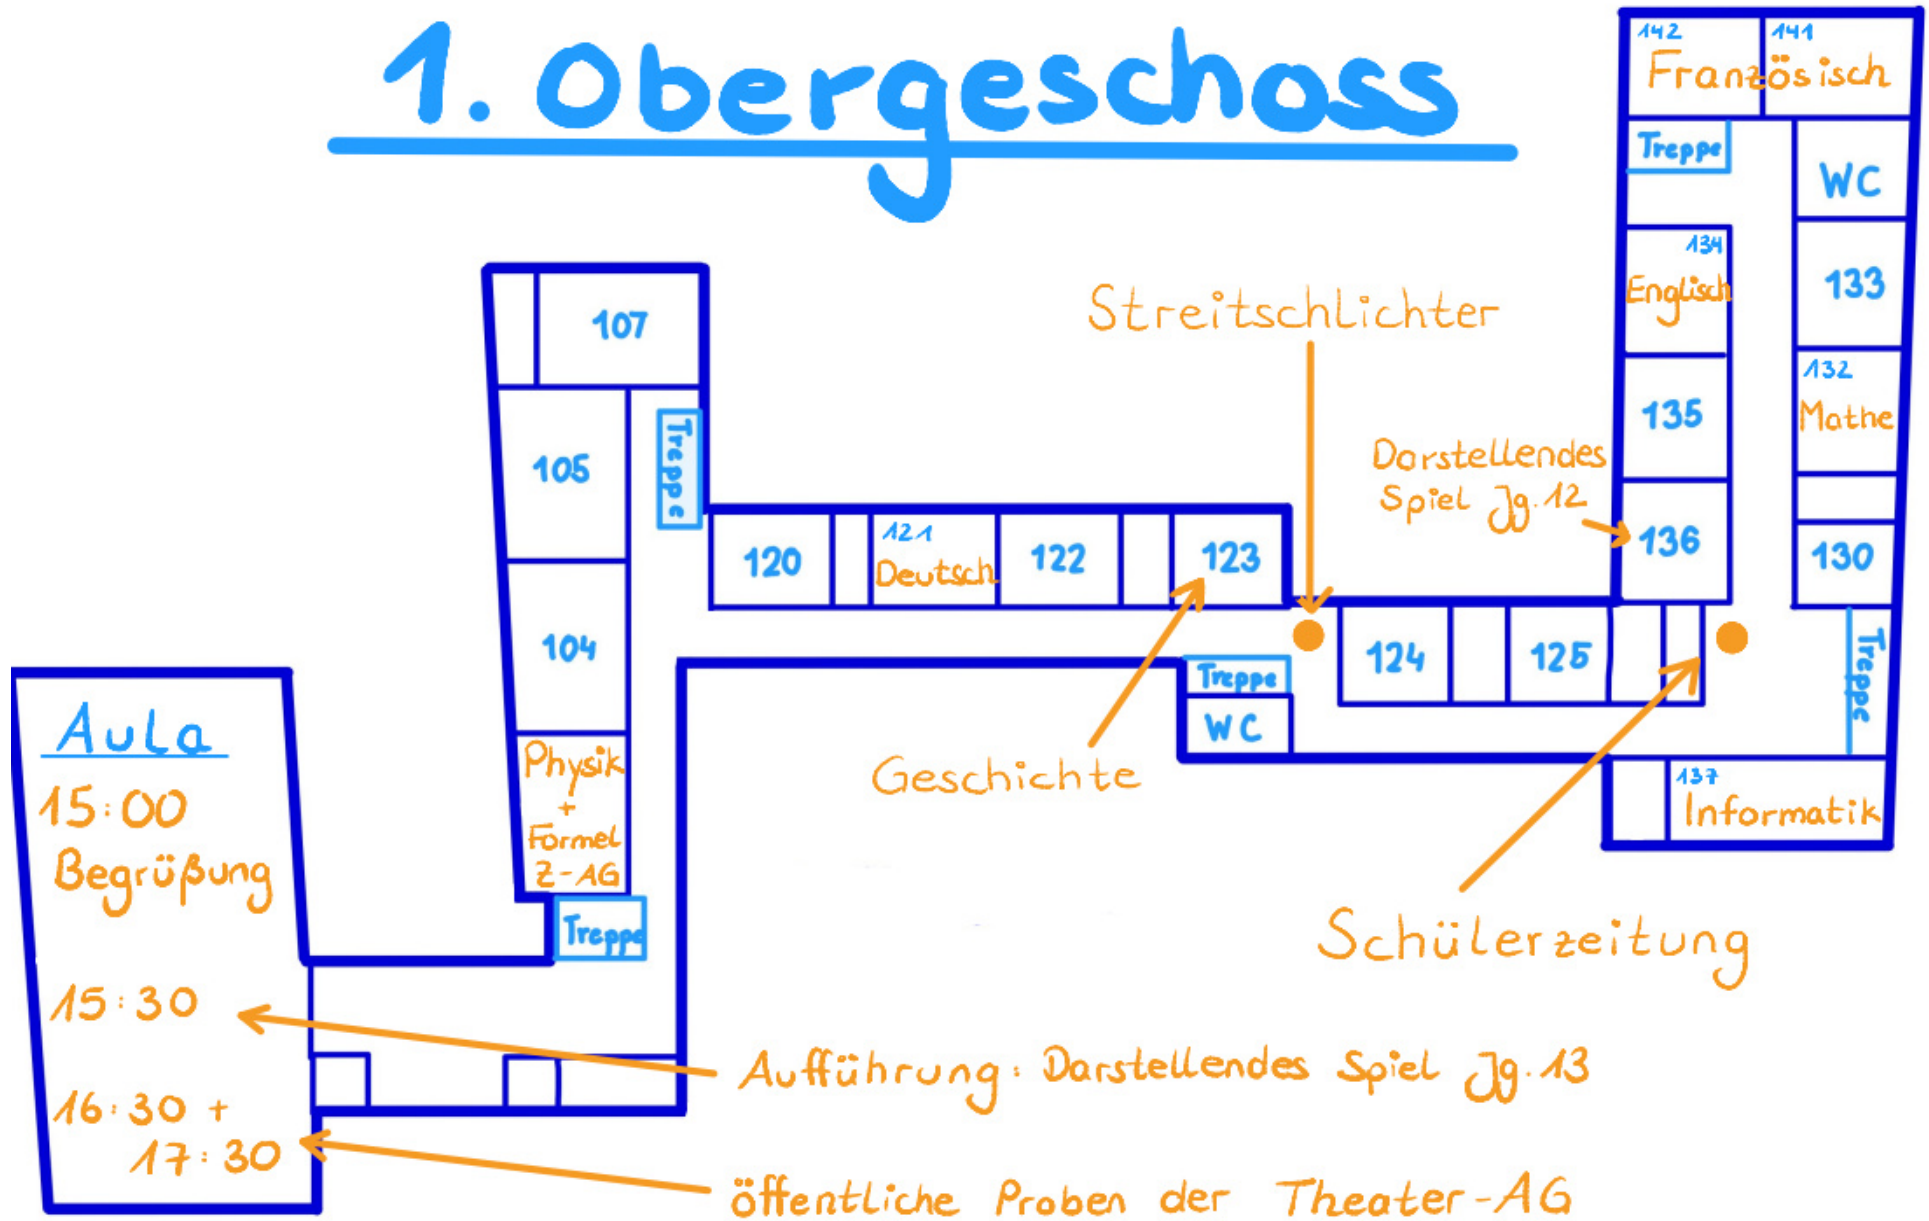 1. Obergeschoss
142
141
Französisch
Treppe
WC
134
Englisch
133
107
Streitschlichter
132
Mathe
135
Treppe
105
Darstellendes
Spiel Jg. 12
136
130
120
121
Deutsch
122
123
104
124
125
Treppe
Treppe
WC
Aula
15:00
Begrüßung
Physik
+
Formel
Z-AG
Geschichte
137
Informatik
Treppe
Schülerzeitung
15:30
Aufführung: Darstellendes Spiel Jg. 13
16:30 +
17:30
öffentliche Proben der Theater-AG